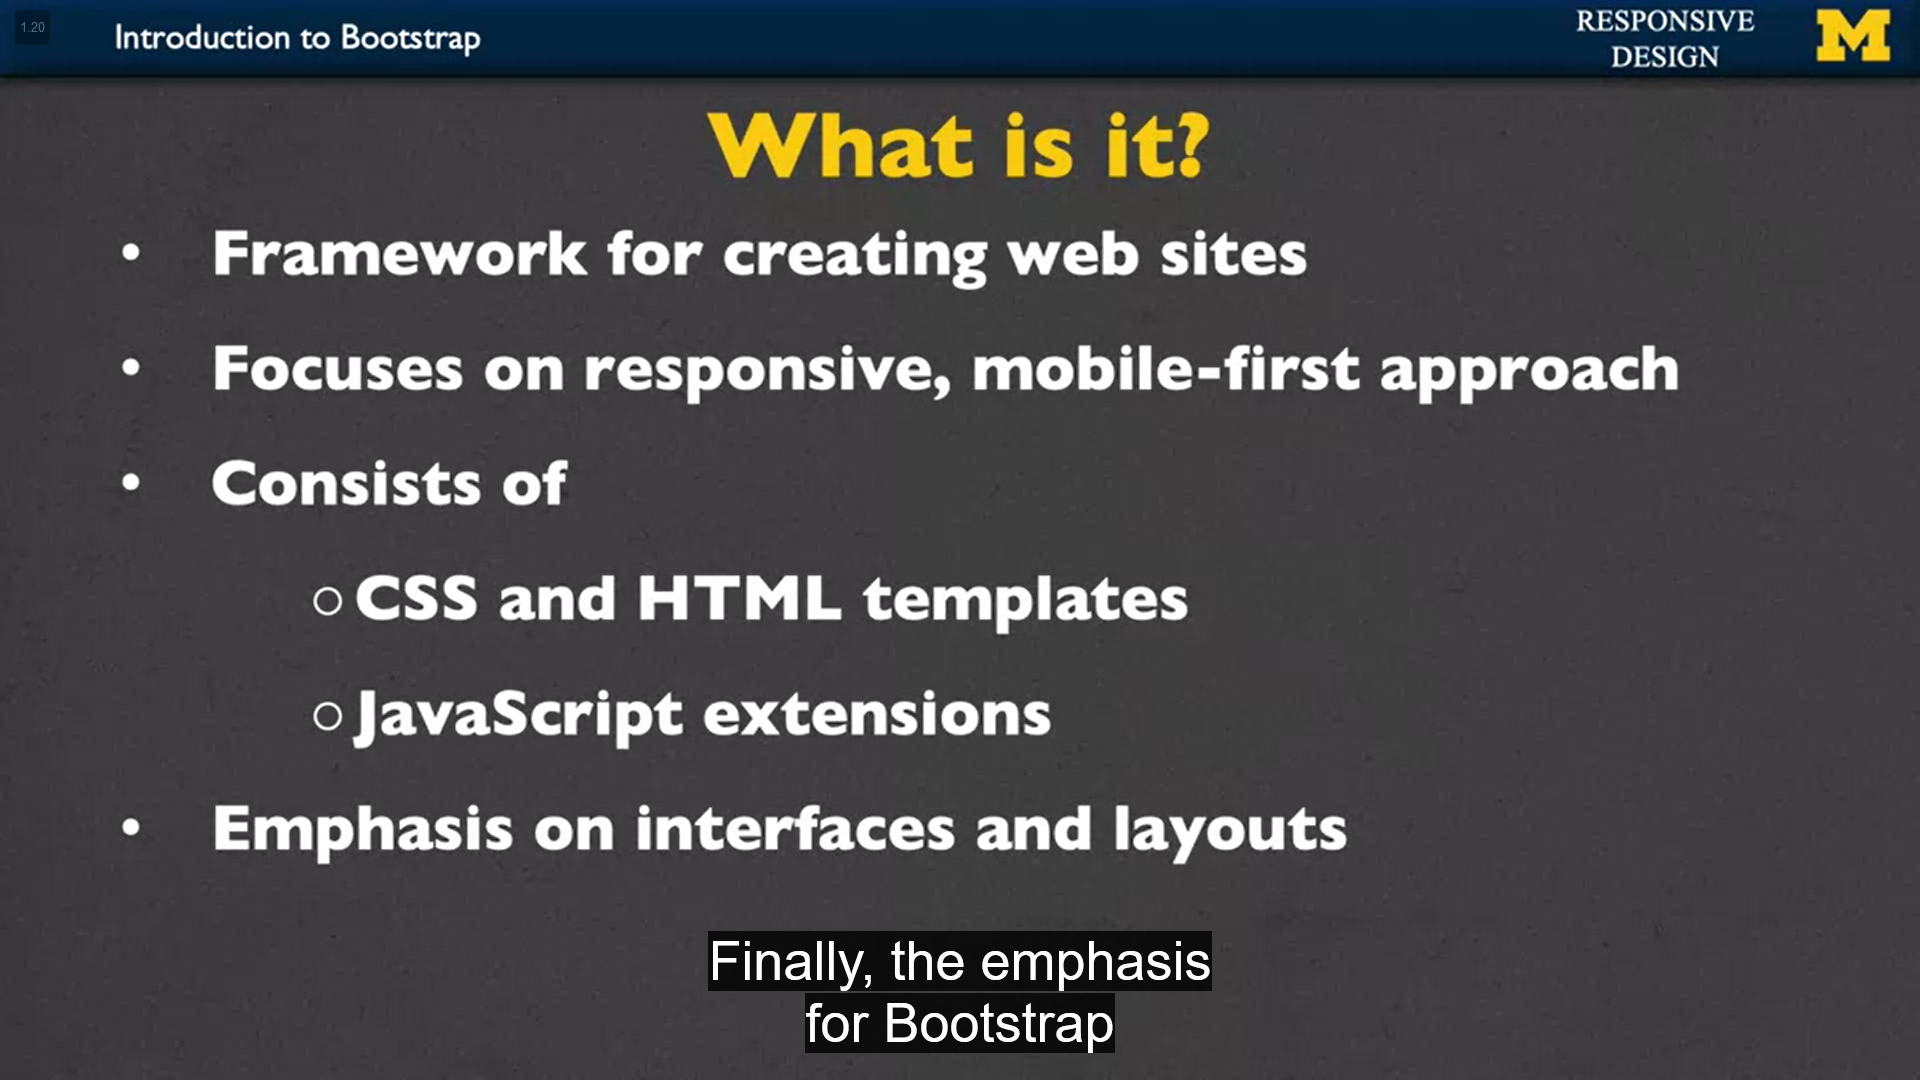 1.20
Introduction to Bootstrap
RESPONSIVE
DESIGN
M
What is it?
• Framework for creating web sites
• Focuses on responsive, mobile-first approach
• Consists of
○ CSS and HTML templates
○ JavaScript extensions
• Emphasis on interfaces and layouts
Finally, the emphasis
for Bootstrap